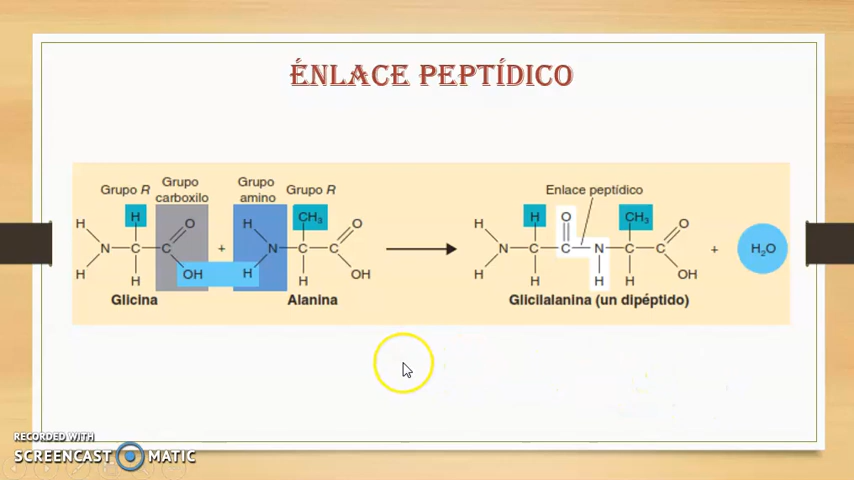 ÉNLACE PEPTÍDICO
Grupo R
Grupo
carboxilo
Grupo
amino
Grupo R
Enlace peptídico
H
H
O
H
CH₃
O
H
H
O
CH₃
O
N
C
C
+
N
C
C
N
C
C
N
C
C
+
H₂O
H
H
OH
H
H
OH
H
H
H
H
OH
Glicina
Alanina
Glicilalanina (un dipéptido)
RECORDED WITH
SCREENCAST MATIC